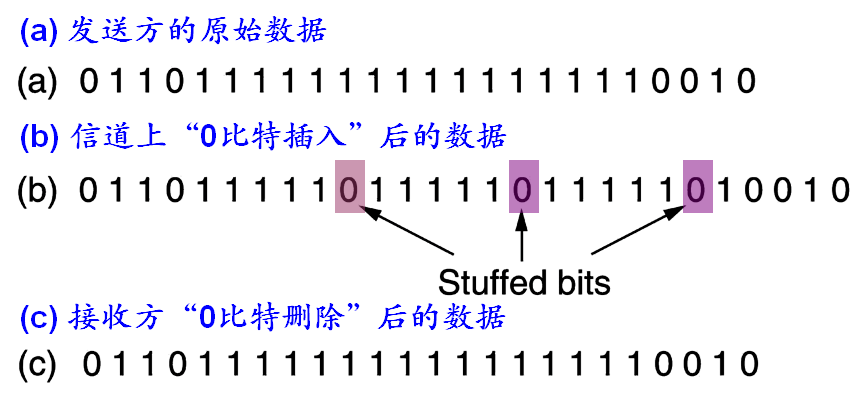 (a) 发送方的原始数据
(a) 0 1 1 0 1 1 1 1 1 1 1 1 1 1 1 1 1 1 1 1 0 0 1 0
(b) 信道上“0比特插入”后的数据
(b) 0 1 1 0 1 1 1 1 1 0 1 1 1 1 1 0 1 1 1 1 1 0 1 0 0 1 0
Stuffed bits
(c) 接收方“0比特删除”后的数据
(c) 0 1 1 0 1 1 1 1 1 1 1 1 1 1 1 1 1 1 1 1 0 0 1 0